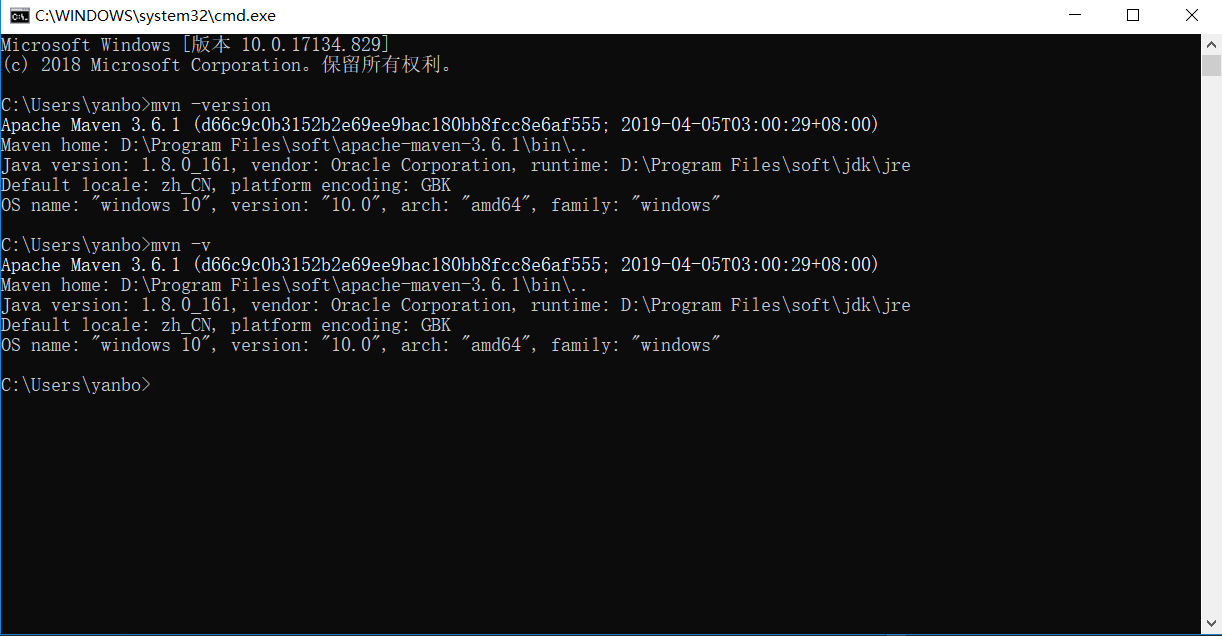 C:\WINDOWS\system32\cmd.exe
Microsoft Windows [版本 10.0.17134.829]
(c) 2018 Microsoft Corporation。保留所有权利。
C:\Users\yanbo>mvn -version
Apache Maven 3.6.1 (d66c9c0b3152b2e69ee9bac180bb8fcc8e6af555; 2019-04-05T03:00:29+08:00)
Maven home: D:\Program Files\soft\apache-maven-3.6.1\bin\..
Java version: 1.8.0_161, vendor: Oracle Corporation, runtime: D:\Program Files\soft\jdk\jre
Default locale: zh_CN, platform encoding: GBK
OS name: "windows 10", version: "10.0", arch: "amd64", family: "windows"
C:\Users\yanbo>mvn -v
Apache Maven 3.6.1 (d66c9c0b3152b2e69ee9bac180bb8fcc8e6af555; 2019-04-05T03:00:29+08:00)
Maven home: D:\Program Files\soft\apache-maven-3.6.1\bin\..
Java version: 1.8.0_161, vendor: Oracle Corporation, runtime: D:\Program Files\soft\jdk\jre
Default locale: zh_CN, platform encoding: GBK
OS name: "windows 10", version: "10.0", arch: "amd64", family: "windows"
C:\Users\yanbo>